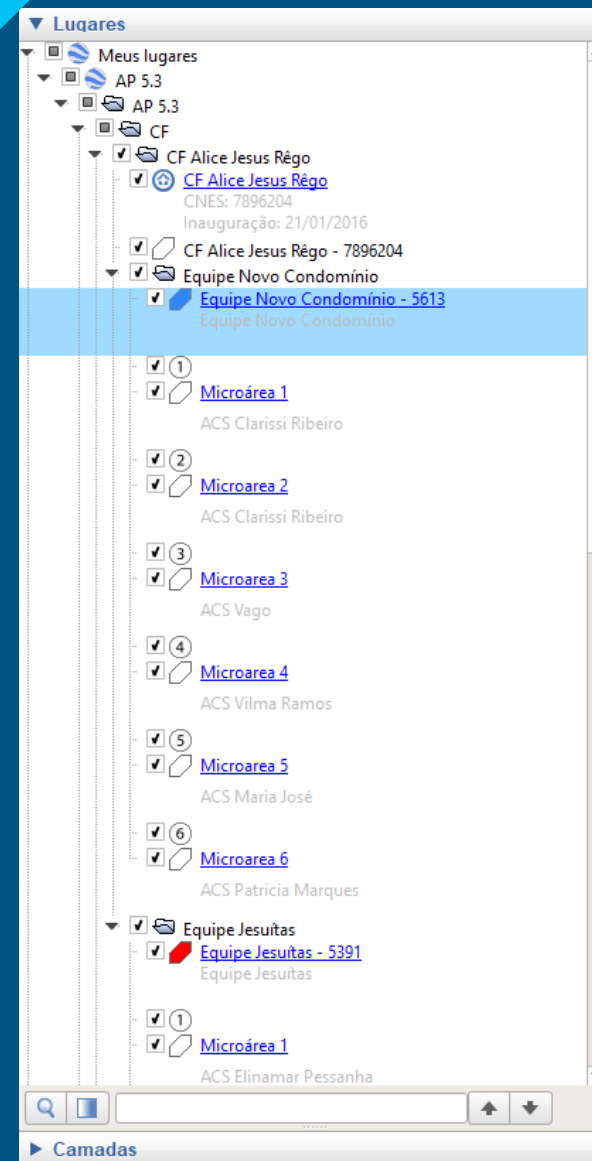 Lugares
Meus lugares
AP 5.3
AP 5.3
CF
CF Alice Jesus Rêgo
CF Alice Jesus Rêgo
CNES: 7896204
Inauguração: 21/01/2016
CF Alice Jesus Rêgo - 7896204
Equipe Novo Condomínio
Equipe Novo Condomínio - 5613
Equipe Novo Condomínio
1
Microárea 1
ACS Clarissi Ribeiro
2
Microarea 2
ACS Clarissi Ribeiro
3
Microarea 3
ACS Vago
4
Microarea 4
ACS Vilma Ramos
5
Microarea 5
ACS Maria José
6
Microarea 6
ACS Patricia Marques
Equipe Jesuítas
Equipe Jesuítas - 5391
Equipe Jesuítas
1
Microárea 1
ACS Elinamar Pessanha
Camadas